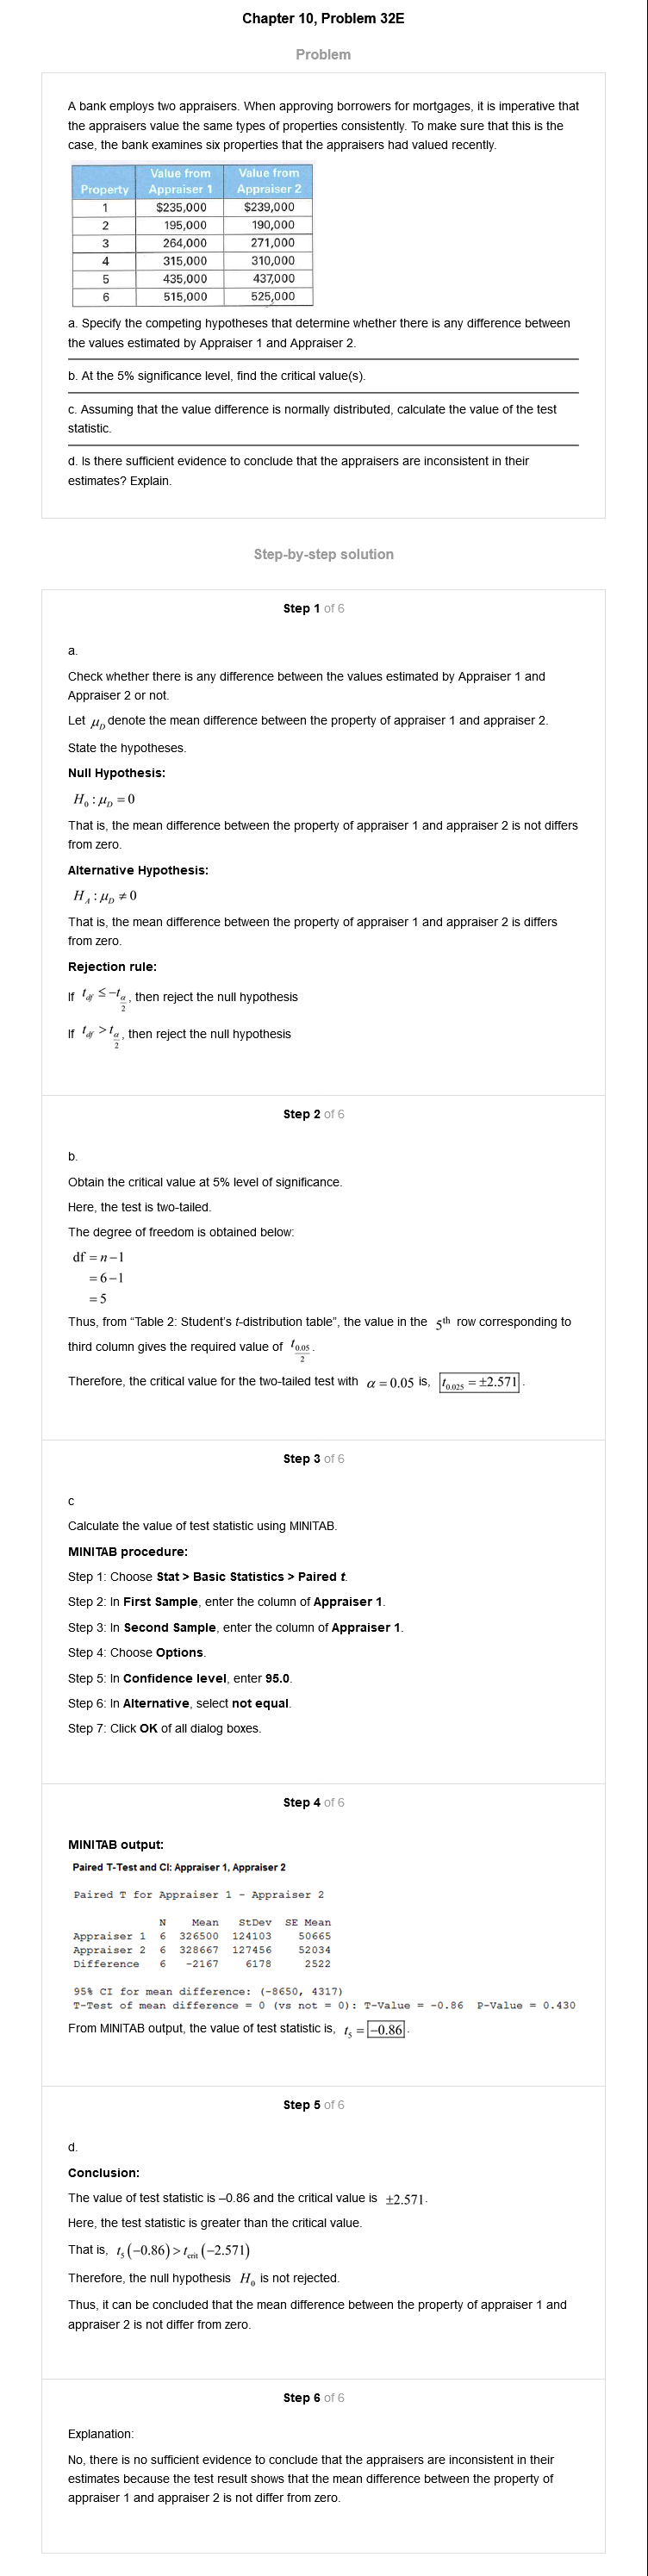 Chapter 10, Problem 32E
Problem
A bank employs two appraisers. When approving borrowers for mortgages, it is imperative that
the appraisers value the same types of properties consistently. To make sure that this is the
case, the bank examines six properties that the appraisers had valued recently.
Property Value from Appraiser 1 Value from Appraiser 2
1 $235,000 $239,000
2 195,000 190,000
3 264,000 271,000
4 315,000 310,000
5 435,000 437,000
6 515,000 525,000
a. Specify the competing hypotheses that determine whether there is any difference between
the values estimated by Appraiser 1 and Appraiser 2.
b. At the 5% significance level, find the critical value(s).
c. Assuming that the value difference is normally distributed, calculate the value of the test
statistic.
d. Is there sufficient evidence to conclude that the appraisers are inconsistent in their
estimates? Explain.
Step-by-step solution
Step 1 of 6
a.
Check whether there is any difference between the values estimated by Appraiser 1 and
Appraiser 2 or not.
Let μ_D denote the mean difference between the property of appraiser 1 and appraiser 2.
State the hypotheses.
Null Hypothesis:
H_0 : μ_D = 0
That is, the mean difference between the property of appraiser 1 and appraiser 2 is not differs
from zero.
Alternative Hypothesis:
H_A : μ_D ≠ 0
That is, the mean difference between the property of appraiser 1 and appraiser 2 is differs
from zero.
Rejection rule:
If t_df ≤ −t_α/2, then reject the null hypothesis
If t_df > t_α/2, then reject the null hypothesis
Step 2 of 6
b.
Obtain the critical value at 5% level of significance.
Here, the test is two-tailed.
The degree of freedom is obtained below:
df = n−1
= 6−1
= 5
Thus, from “Table 2: Student’s t-distribution table”, the value in the 5th row corresponding to
third column gives the required value of t_0.05/2.
Therefore, the critical value for the two-tailed test with α = 0.05 is, t_0.025 = ±2.571.
Step 3 of 6
c
Calculate the value of test statistic using MINITAB.
MINITAB procedure:
Step 1: Choose Stat > Basic Statistics > Paired t.
Step 2: In First Sample, enter the column of Appraiser 1.
Step 3: In Second Sample, enter the column of Appraiser 1.
Step 4: Choose Options.
Step 5: In Confidence level, enter 95.0.
Step 6: In Alternative, select not equal.
Step 7: Click OK of all dialog boxes.
Step 4 of 6
MINITAB output:
Paired T-Test and CI: Appraiser 1, Appraiser 2
Paired T for Appraiser 1 - Appraiser 2
N Mean StDev SE Mean
Appraiser 1 6 326500 124103 50665
Appraiser 2 6 328667 127456 52034
Difference 6 -2167 6178 2522
95% CI for mean difference: (-8650, 4317)
T-Test of mean difference = 0 (vs not = 0): T-Value = -0.86 P-Value = 0.430
From MINITAB output, the value of test statistic is, t_5 = −0.86.
Step 5 of 6
d.
Conclusion:
The value of test statistic is –0.86 and the critical value is ±2.571.
Here, the test statistic is greater than the critical value.
That is, t_5 (−0.86) > t_crit (−2.571)
Therefore, the null hypothesis H_0 is not rejected.
Thus, it can be concluded that the mean difference between the property of appraiser 1 and
appraiser 2 is not differ from zero.
Step 6 of 6
Explanation:
No, there is no sufficient evidence to conclude that the appraisers are inconsistent in their
estimates because the test result shows that the mean difference between the property of
appraiser 1 and appraiser 2 is not differ from zero.